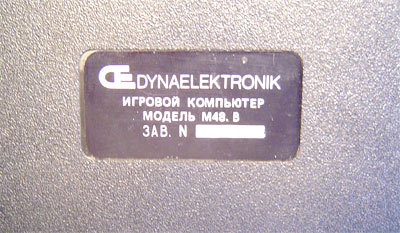 DYNAELEKTRONIK
ИГРОВОЙ КОМПЬЮТЕР
МОДЕЛЬ М48. В
ЗАВ. N